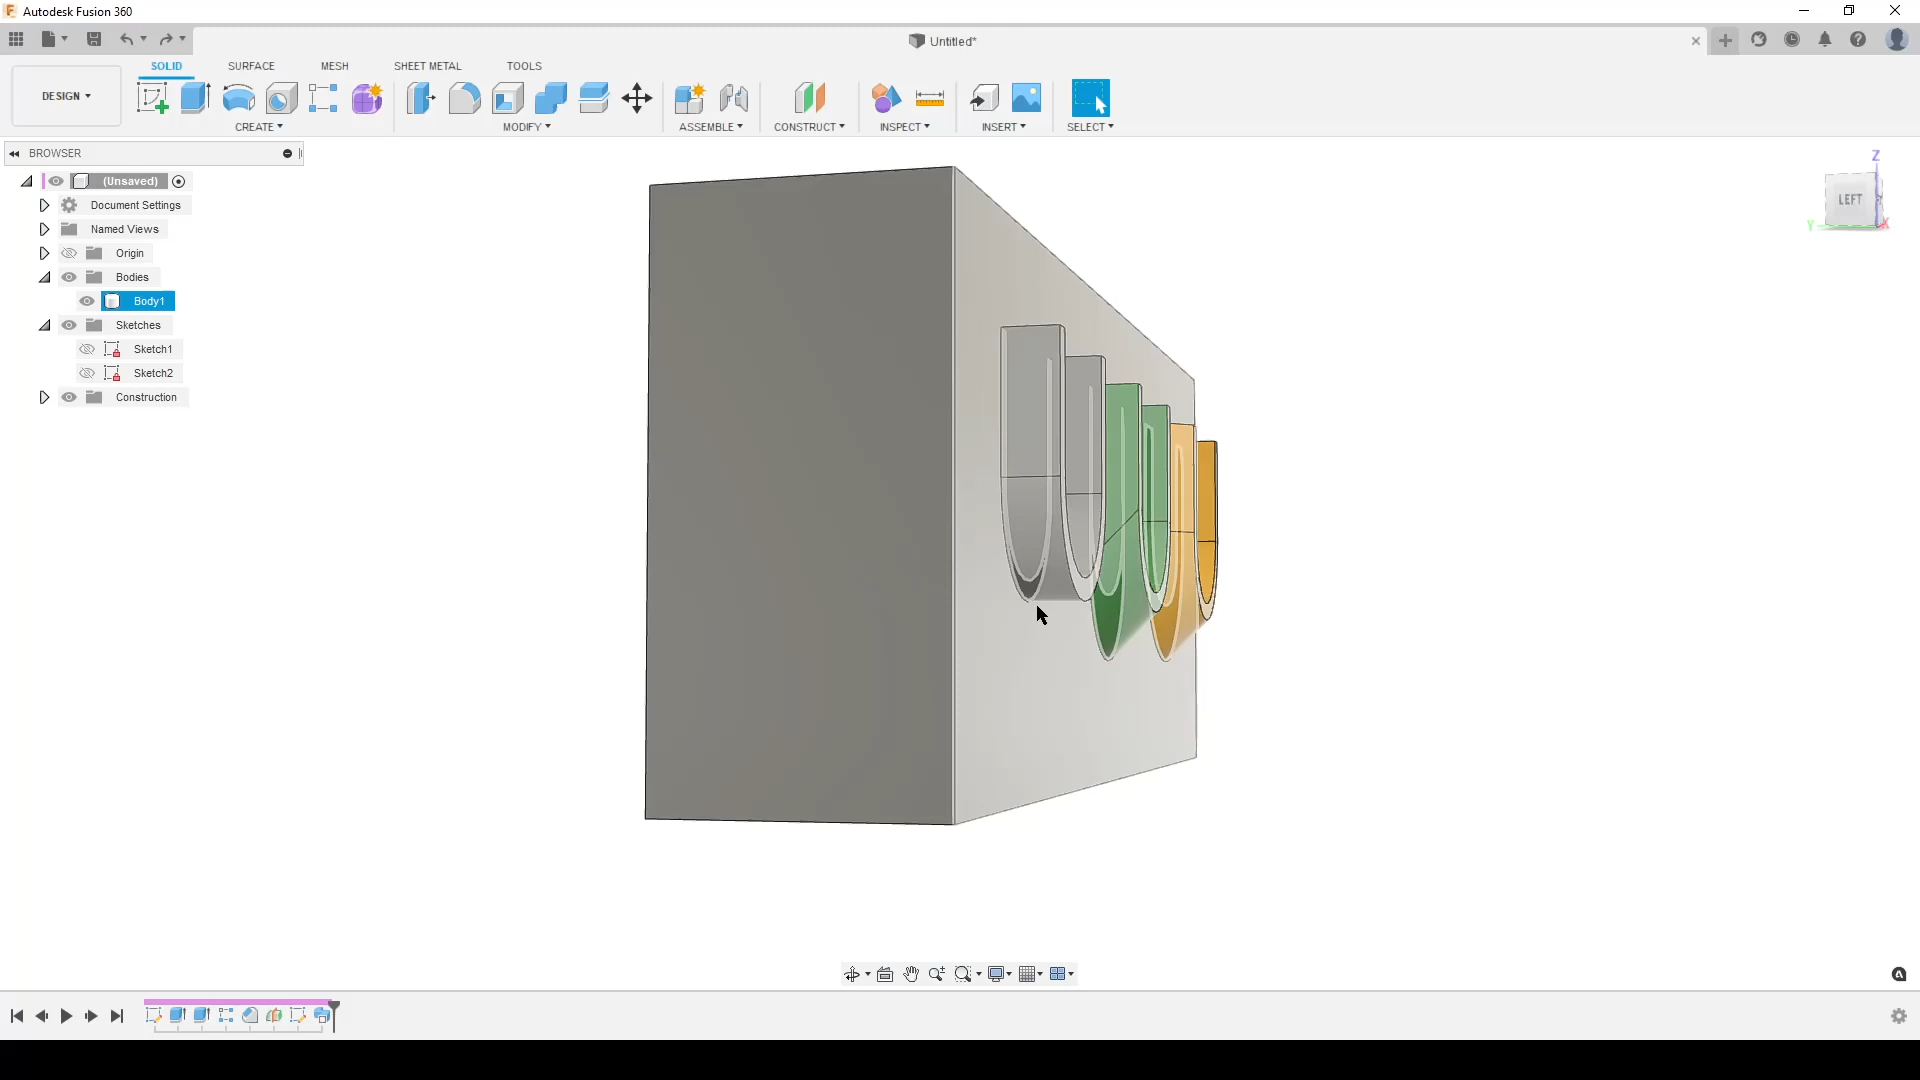 Autodesk Fusion 360
Untitled*
SOLID SURFACE MESH SHEET METAL TOOLS
DESIGN
CREATE MODIFY ASSEMBLE CONSTRUCT INSPECT INSERT SELECT
BROWSER
(Unsaved)
Document Settings
Named Views
Origin
Bodies
Body1
Sketches
Sketch1
Sketch2
Construction
Z
LEFT
Y X